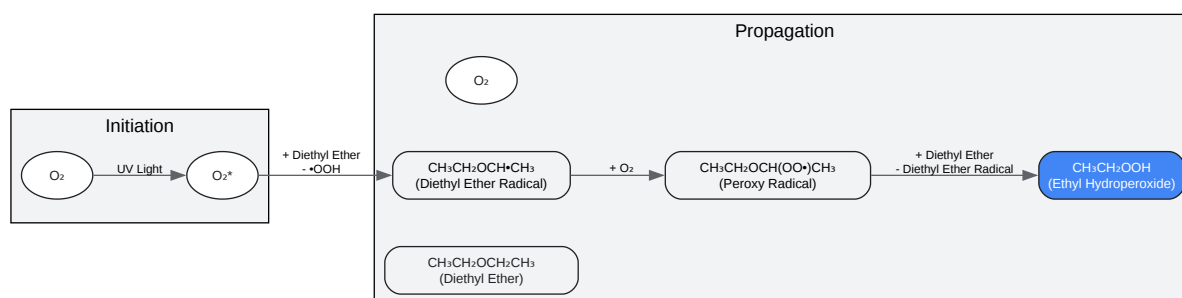 Propagation
O₂
Initiation
O₂
UV Light
O₂*
+ Diethyl Ether
- •OOH
CH₃CH₂OCH•CH₃
(Diethyl Ether Radical)
+ O₂
CH₃CH₂OCH(OO•)CH₃
(Peroxy Radical)
+ Diethyl Ether
- Diethyl Ether Radical
CH₃CH₂OOH
(Ethyl Hydroperoxide)
CH₃CH₂OCH₂CH₃
(Diethyl Ether)